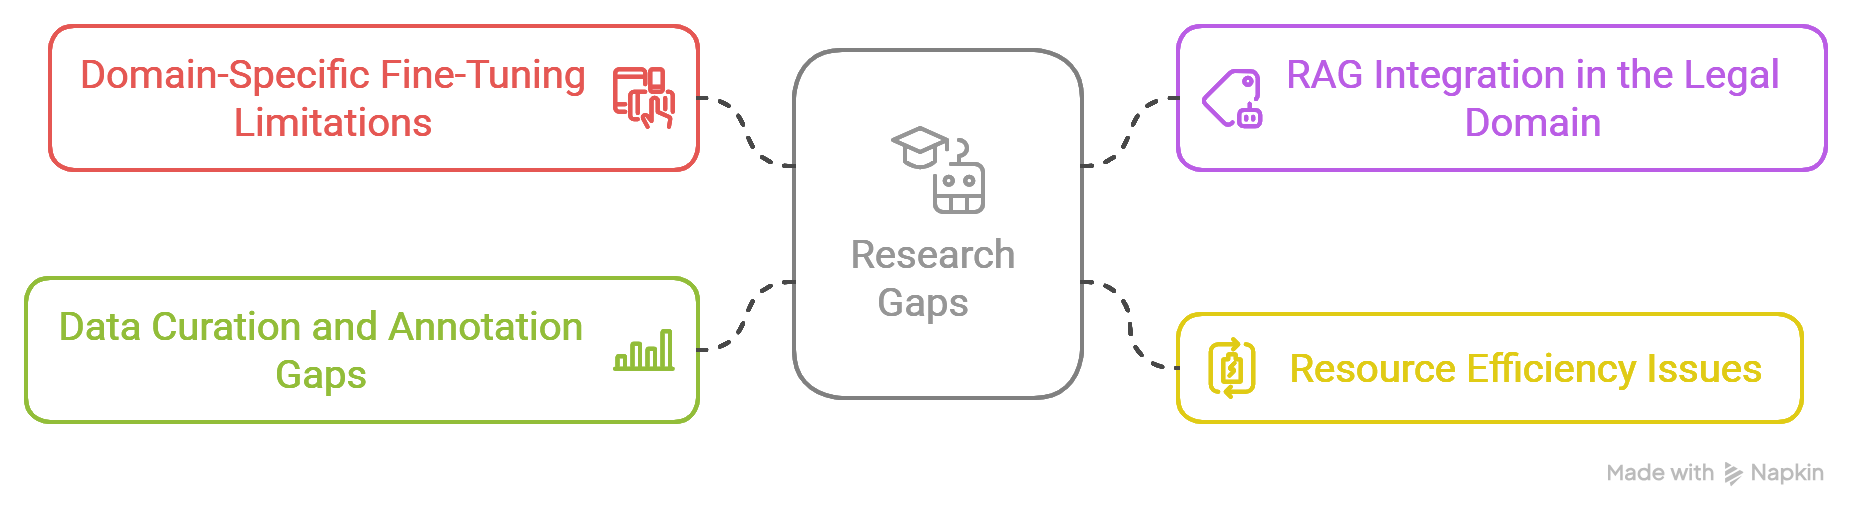 Domain-Specific Fine-Tuning
Limitations
Data Curation and Annotation
Gaps
Research
Gaps
RAG Integration in the Legal
Domain
Resource Efficiency Issues
Made with Napkin